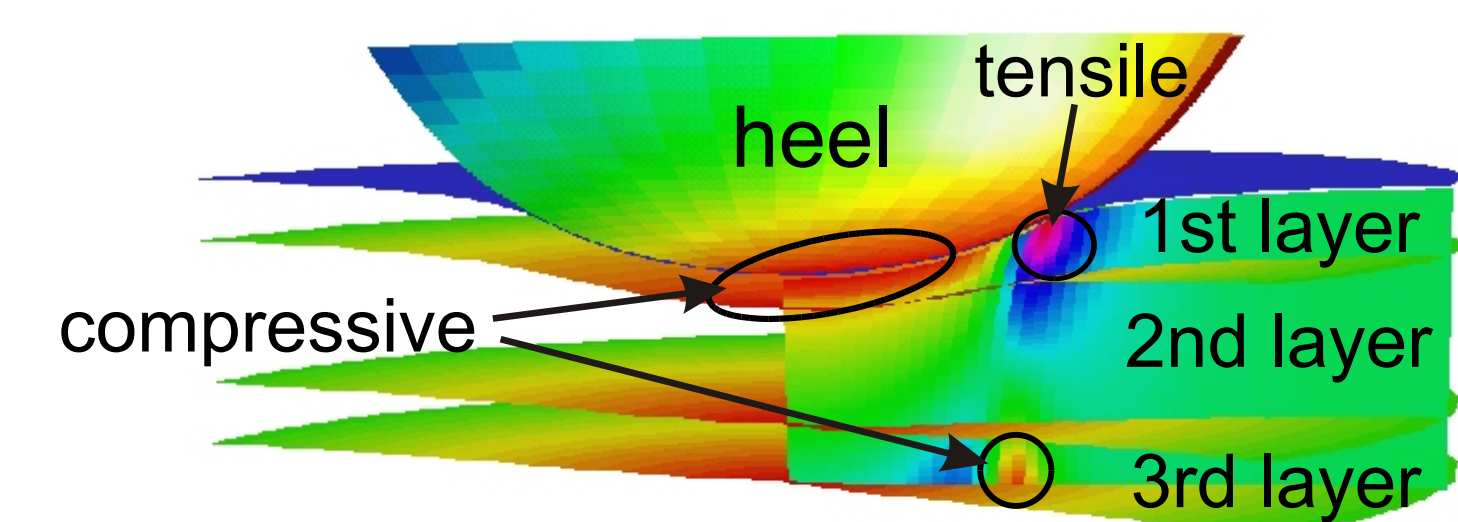 tensile
heel
1st layer
compressive
2nd layer
3rd layer